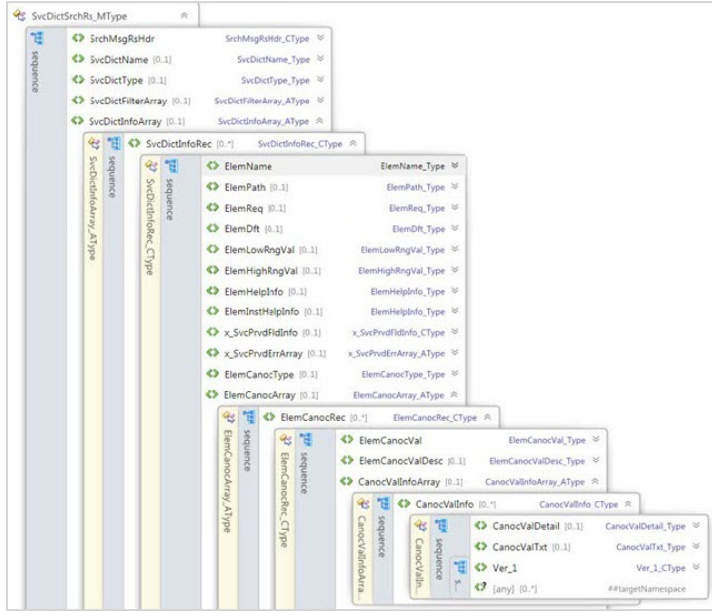 SvcDictSrchRs_MType
sequence
SrchMsgRsHdr SrchMsgRsHdr_CType
SvcDictName [0..1] SvcDictName_Type
SvcDictType [0..1] SvcDictType_Type
SvcDictFilterArray [0..1] SvcDictFilterArray_AType
SvcDictInfoArray [0..1] SvcDictInfoArray_AType
SvcDictInfoArray_AType
sequence
SvcDictInfoRec [0..*] SvcDictInfoRec_CType
SvcDictInfoRec_CType
sequence
ElemName ElemName_Type
ElemPath [0..1] ElemPath_Type
ElemReq [0..1] ElemReq_Type
ElemDft [0..1] ElemDft_Type
ElemLowRngVal [0..1] ElemLowRngVal_Type
ElemHighRngVal [0..1] ElemHighRngVal_Type
ElemHelpInfo [0..1] ElemHelpInfo_Type
ElemInstHelpInfo [0..1] ElemHelpInfo_Type
x_SvcPrvdFldInfo [0..1] x_SvcPrvdFldInfo_CType
x_SvcPrvdErrArray [0..1] x_SvcPrvdErrArray_AType
ElemCanocType [0..1] ElemCanocType_Type
ElemCanocArray [0..1] ElemCanocArray_AType
ElemCanocArray_AType
sequence
ElemCanocRec [0..*] ElemCanocRec_CType
ElemCanocRec_CType
sequence
ElemCanocVal ElemCanocVal_Type
ElemCanocValDesc [0..1] ElemCanocValDesc_Type
CanocValInfoArray [0..1] CanocValInfoArray_AType
CanocValInfoArra...
sequence
CanocValInfo [0..*] CanocValInfo_CType
CanocValIn...
sequence
s...
CanocValDetail [0..1] CanocValDetail_Type
CanocValTxt [0..1] CanocValTxt_Type
Ver_1 Ver_1_CType
[any] [0..*] ##targetNamespace